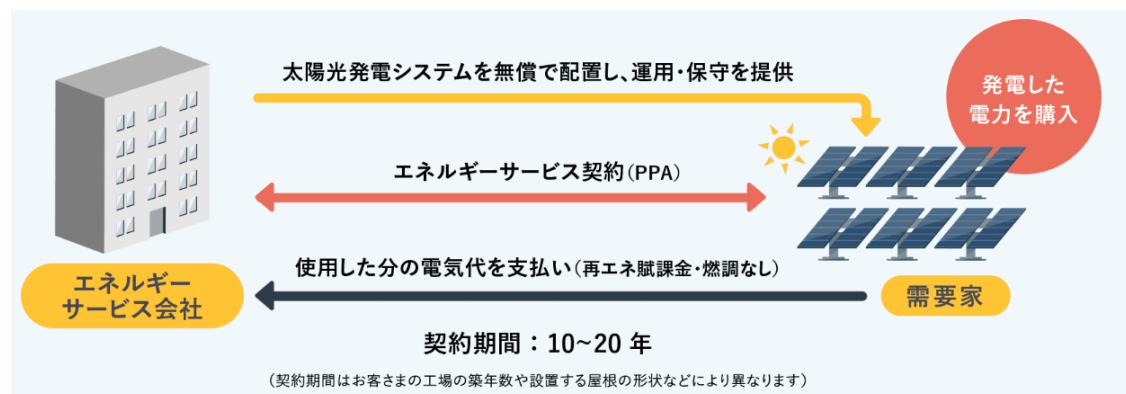 太陽光発電システムを無償で配置し、運用・保守を提供
発電した
電力を購入
エネルギーサービス契約(PPA)
使用した分の電気代を支払い(再エネ賦課金・燃調なし)
エネルギー
サービス会社
需要家
契約期間:10~20 年
(契約期間はお客さまの工場の築年数や設置する屋根の形状などにより異なります)